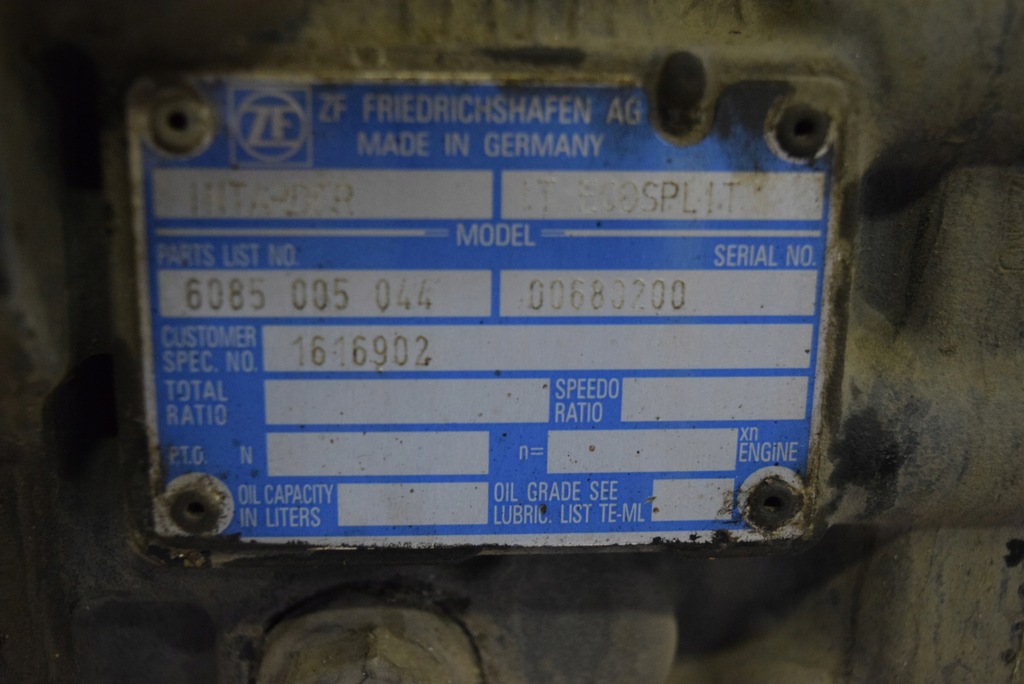 ZF ZF FRIEDRICHSHAFEN AG
MADE IN GERMANY
MODEL
PARTS LIST NO. SERIAL NO.
6085 005 044 00680200
CUSTOMER
SPEC. NO. 1616902
TOTAL
RATIO
SPEEDO
RATIO
P.T.O. N n= xn
ENGiNE
OIL CAPACITY
IN LITERS
OIL GRADE SEE
LUBRIC. LIST TE-ML